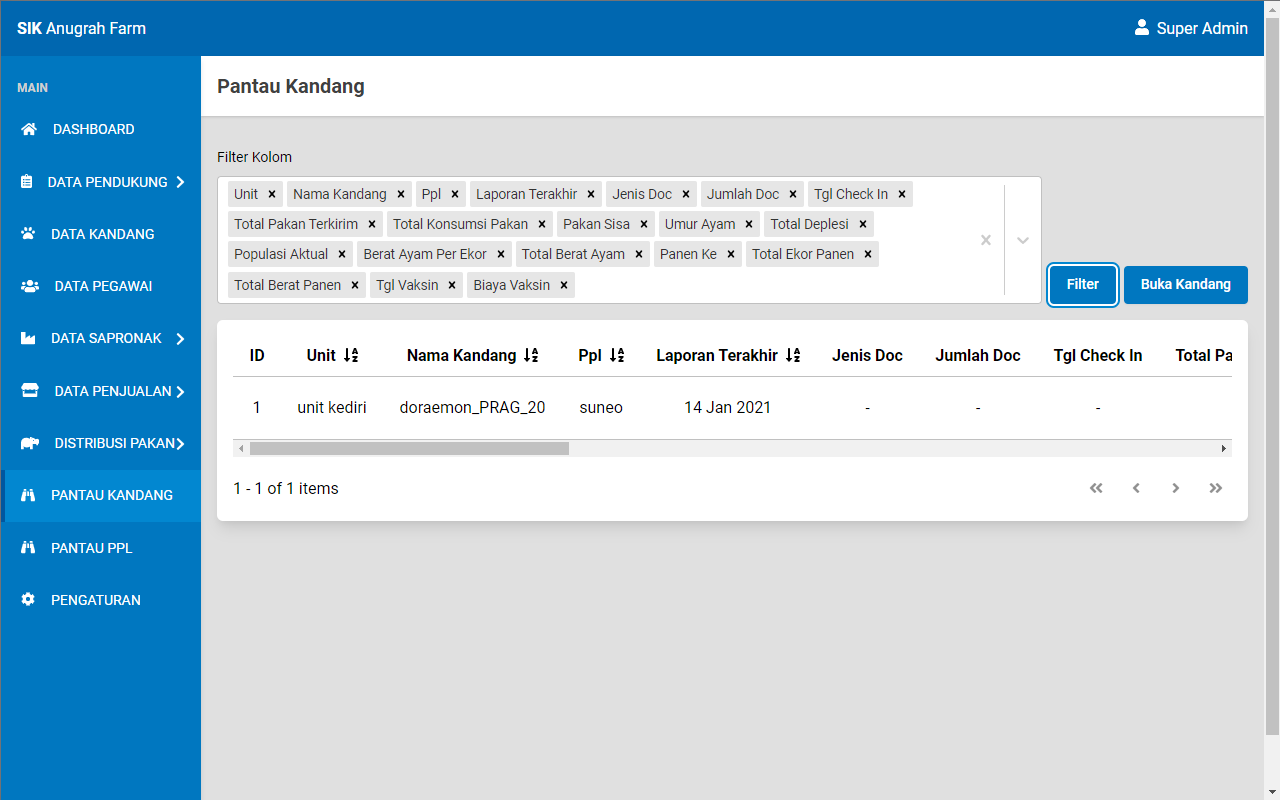 SIK Anugrah Farm
Super Admin
MAIN
DASHBOARD
DATA PENDUKUNG
DATA KANDANG
DATA PEGAWAI
DATA SAPRONAK
DATA PENJUALAN
DISTRIBUSI PAKAN
PANTAU KANDANG
PANTAU PPL
PENGATURAN
Pantau Kandang
Filter Kolom
Unit × Nama Kandang × Ppl × Laporan Terakhir × Jenis Doc × Jumlah Doc × Tgl Check In ×
Total Pakan Terkirim × Total Konsumsi Pakan × Pakan Sisa × Umur Ayam × Total Deplesi ×
Populasi Aktual × Berat Ayam Per Ekor × Total Berat Ayam × Panen Ke × Total Ekor Panen ×
Total Berat Panen × Tgl Vaksin × Biaya Vaksin ×
Filter
Buka Kandang
ID Unit Nama Kandang Ppl Laporan Terakhir Jenis Doc Jumlah Doc Tgl Check In Total Pa
1 unit kediri doraemon_PRAG_20 suneo 14 Jan 2021 - - -
1 - 1 of 1 items